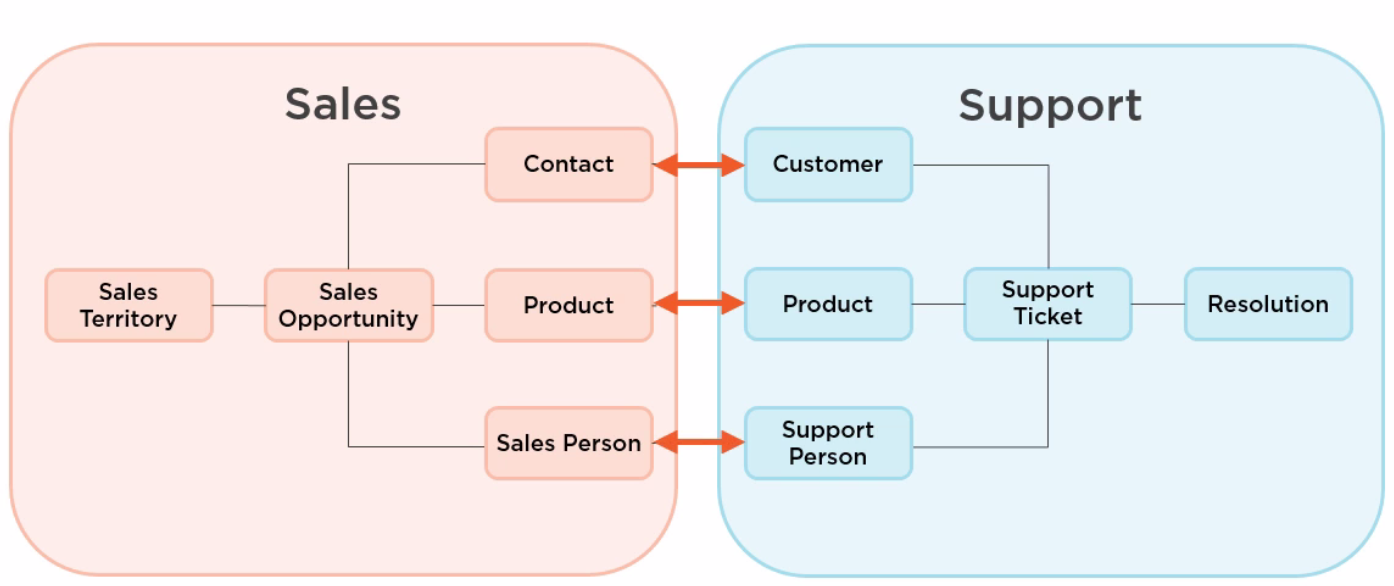 Sales
Support
Contact
Customer
Sales
Territory
Sales
Opportunity
Product
Product
Support
Ticket
Resolution
Sales Person
Support
Person